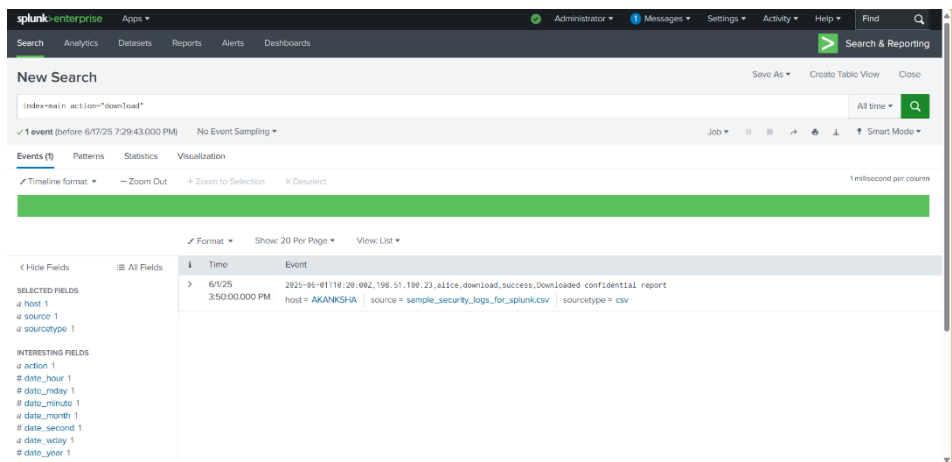 splunk>enterprise Apps Administrator 1 Messages Settings Activity Help Find
Search Analytics Datasets Reports Alerts Dashboards > Search & Reporting
New Search Save As Create Table View Close
index=main action="download" All time
✓ 1 event (before 6/17/25 7:29:43.000 PM) No Event Sampling Job Smart Mode
Events (1) Patterns Statistics Visualization
Timeline format − Zoom Out + Zoom to Selection × Deselect 1 millisecond per column
Format Show: 20 Per Page View: List
< Hide Fields All Fields i Time Event
SELECTED FIELDS
a host 1
a source 1
a sourcetype 1
INTERESTING FIELDS
a action 1
# date_hour 1
# date_mday 1
# date_minute 1
a date_month 1
# date_second 1
a date_wday 1
# date_year 1
> 6/1/25 2025-06-01T10:20:00Z,198.51.100.23,alice,download,success,Downloaded confidential report
3:50:00.000 PM host = AKANKSHA source = sample_security_logs_for_splunk.csv sourcetype = csv